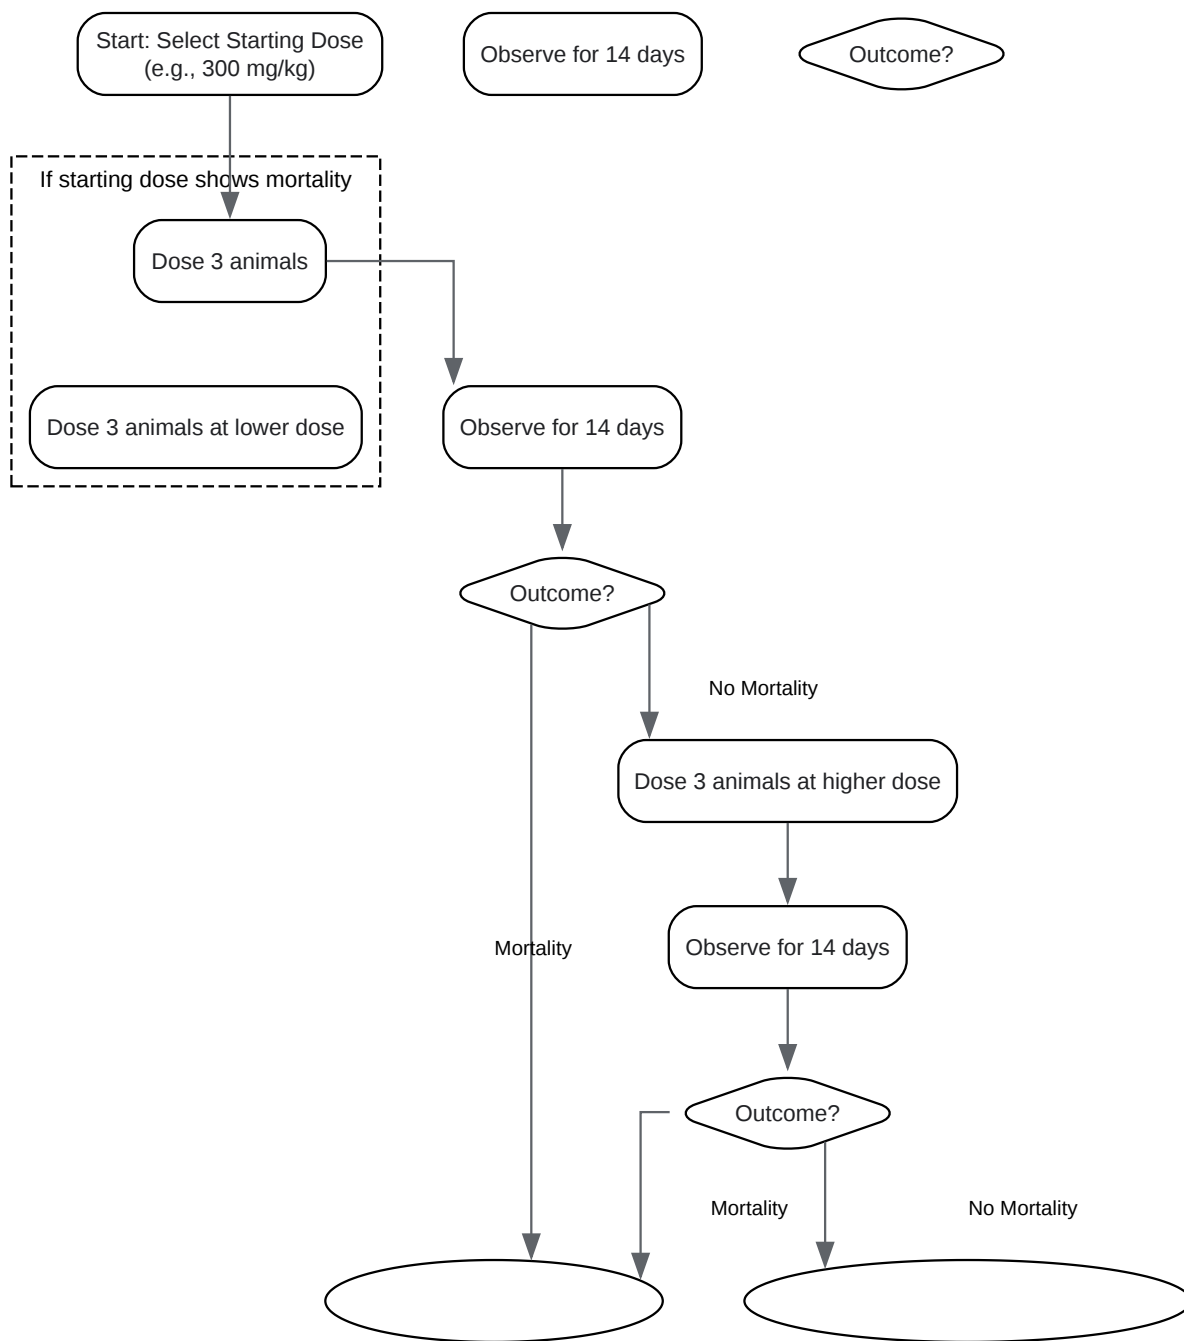 Start: Select Starting Dose
(e.g., 300 mg/kg)
Observe for 14 days
Outcome?
If starting dose shows mortality
Dose 3 animals
Dose 3 animals at lower dose
Observe for 14 days
Outcome?
No Mortality
Dose 3 animals at higher dose
Mortality
Observe for 14 days
Outcome?
Mortality
No Mortality